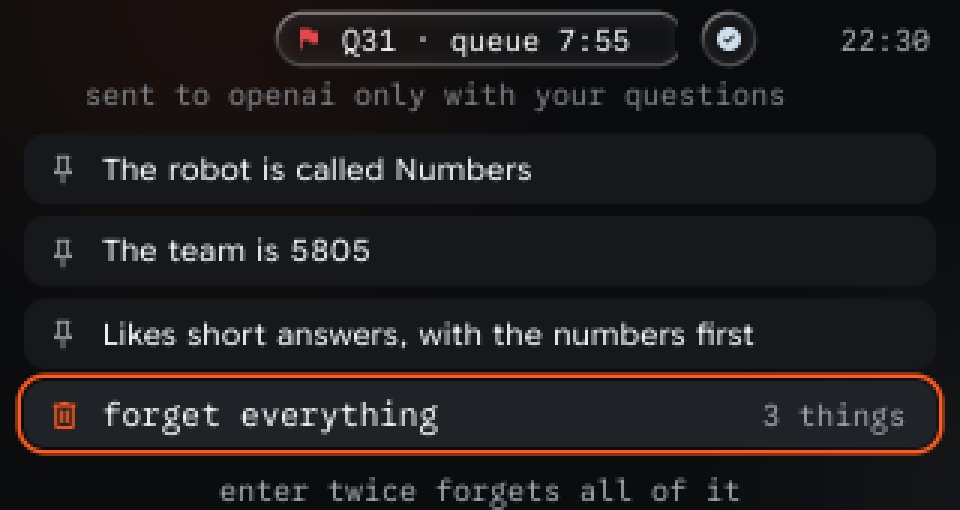 Q31 · queue 7:55
22:30
sent to openai only with your questions
The robot is called Numbers
The team is 5805
Likes short answers, with the numbers first
forget everything
3 things
enter twice forgets all of it